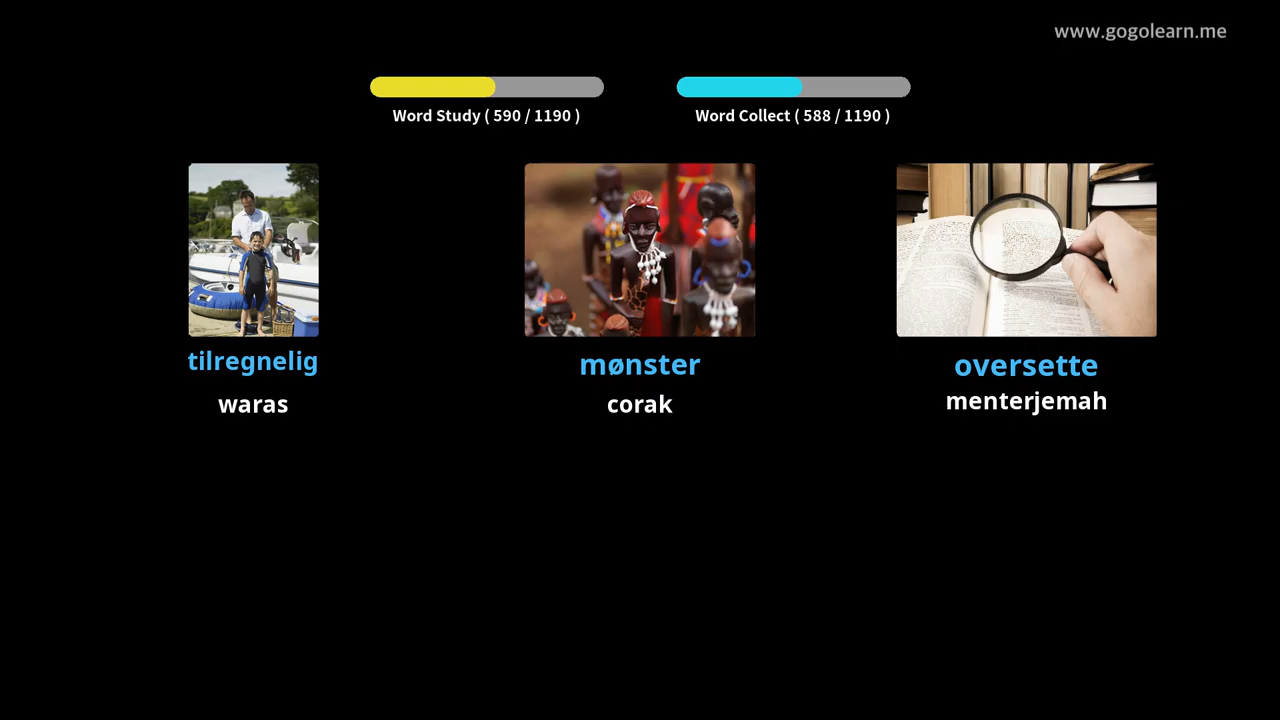 www.gogolearn.me
Word Study ( 590 / 1190 )
Word Collect ( 588 / 1190 )
tilregnelig
waras
mønster
corak
oversette
menterjemah